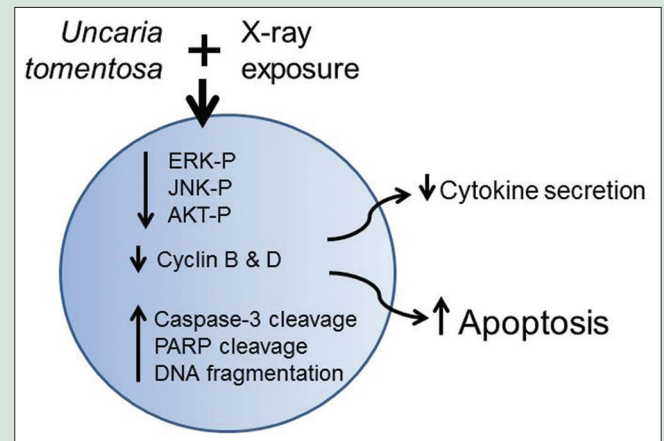 Uncaria
tomentosa
+
X-ray
exposure
ERK-P
JNK-P
AKT-P
Cyclin B & D
Caspase-3 cleavage
PARP cleavage
DNA fragmentation
Cytokine secretion
Apoptosis